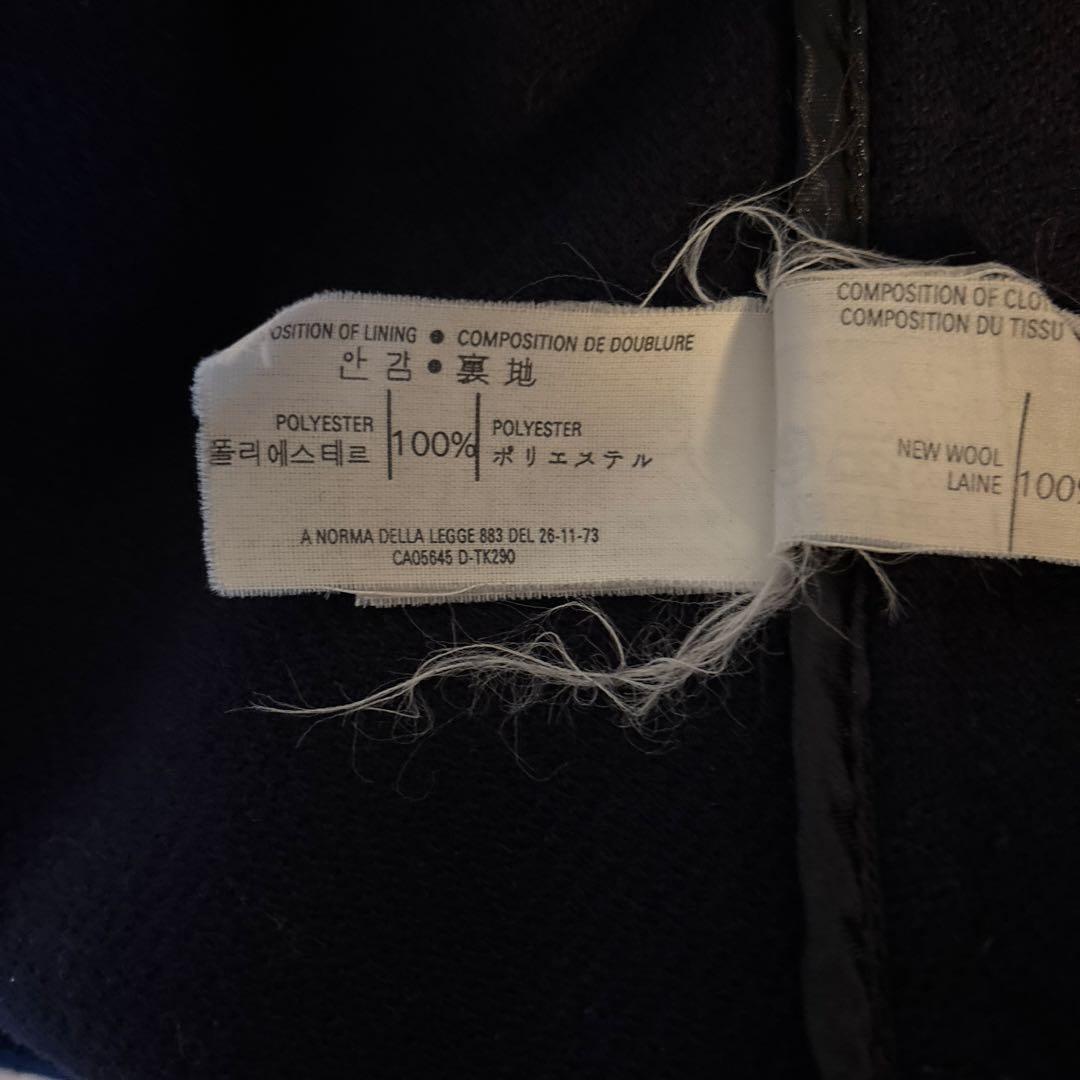 OSITION OF LINING ● COMPOSITION DE DOUBLURE
안 감 ● 裏 地
POLYESTER
폴리에스테르
100%
POLYESTER
ポリエステル
A NORMA DELLA LEGGE 883 DEL 26-11-73
CA05645 D-TK290
COMPOSITION OF CLO
COMPOSITION DU TISSU
NEW WOOL
LAINE
100